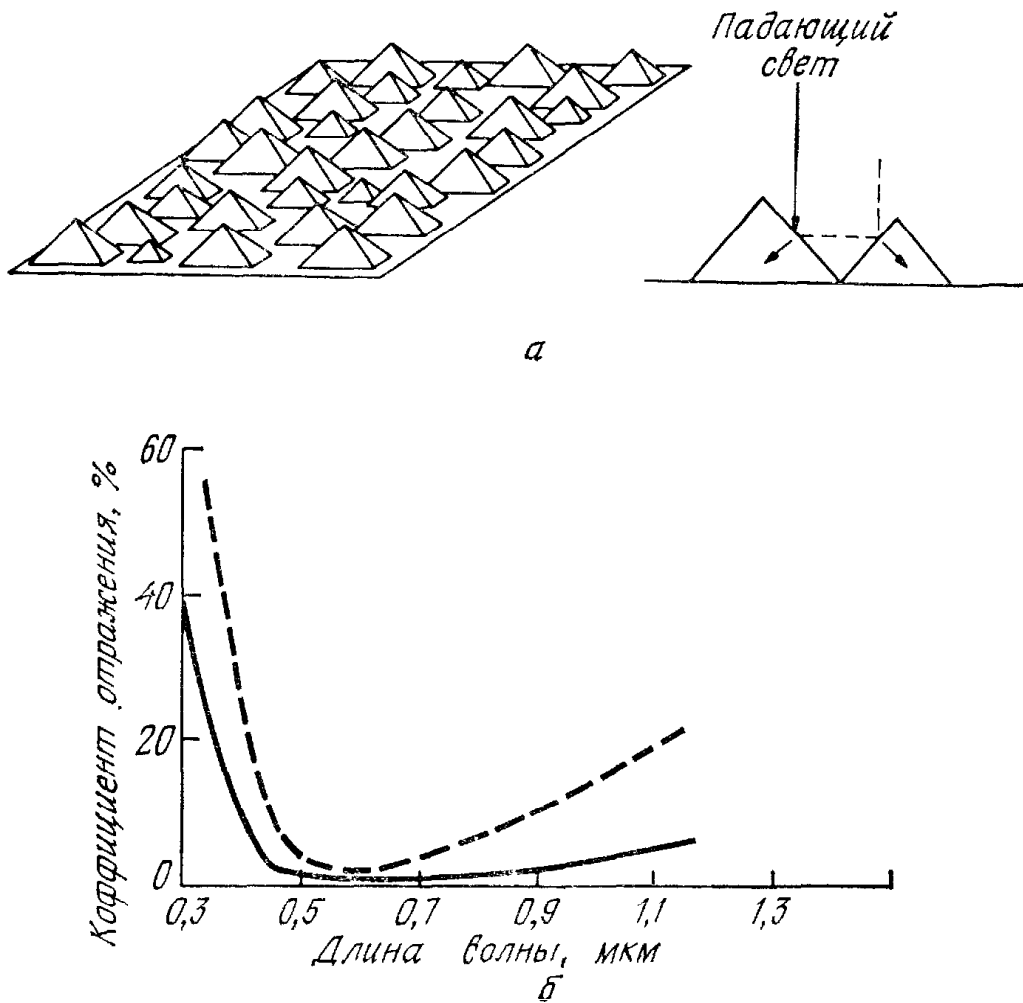 Падающий
свет
а
Коффициент отражения, %
60
40
20
0
0,3 0,5 0,7 0,9 1,1 1,3
Длина волны, мкм
б